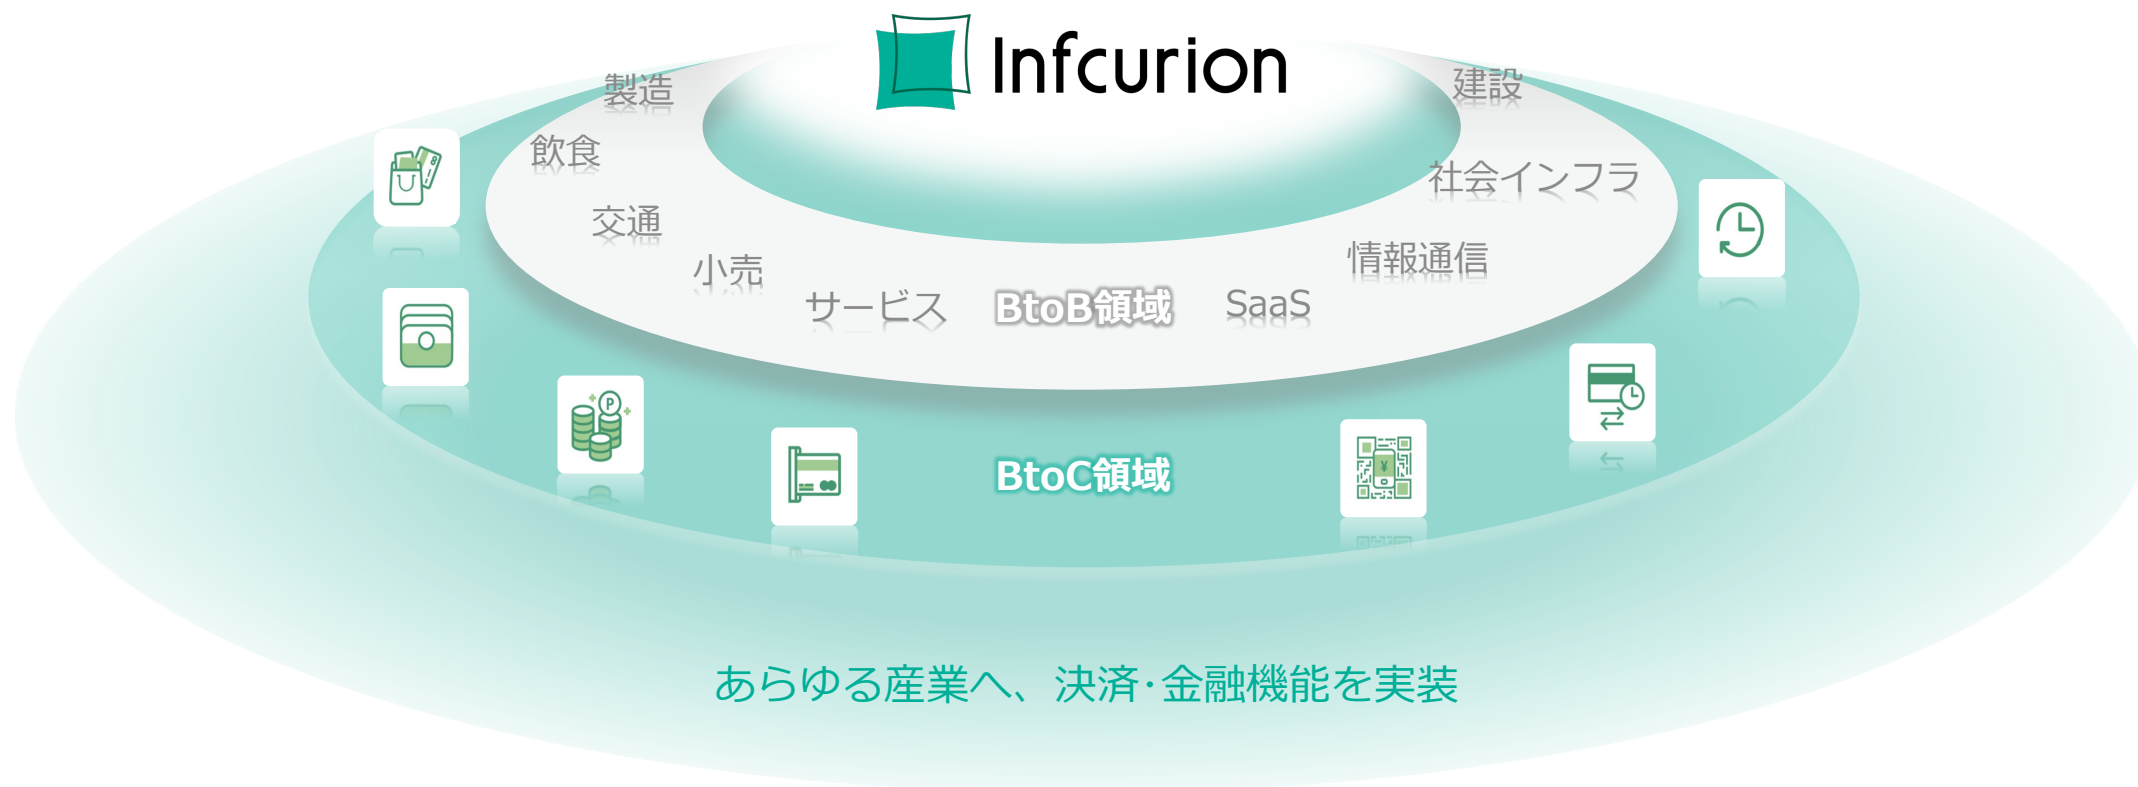 Infcurion
製造
建設
飲食
社会インフラ
交通
情報通信
小売
サービス
BtoB領域
SaaS
P
¥
BtoC領域
あらゆる産業へ、決済・金融機能を実装